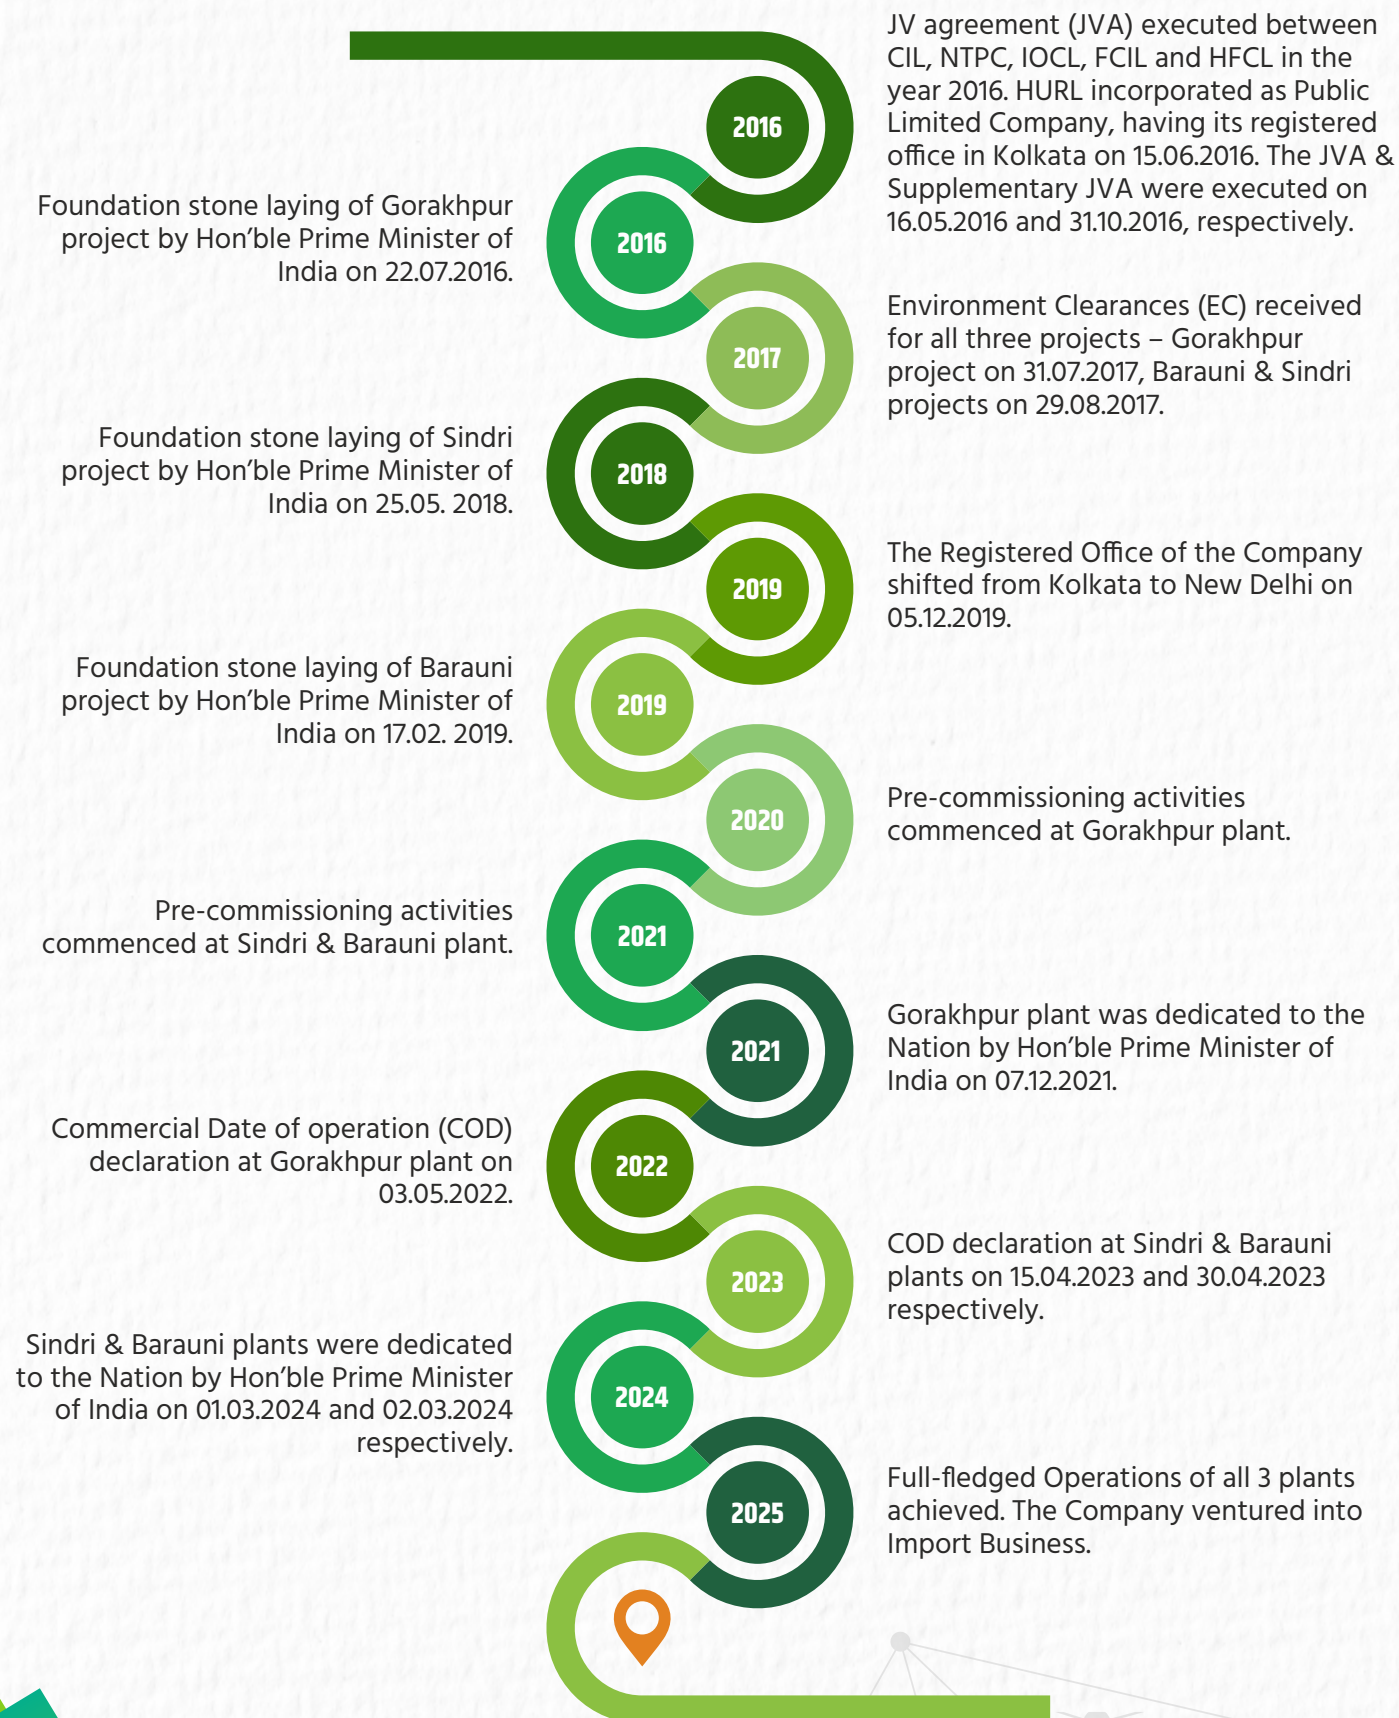 JV agreement (JVA) executed between
CIL, NTPC, IOCL, FCIL and HFCL in the
year 2016. HURL incorporated as Public
Limited Company, having its registered
office in Kolkata on 15.06.2016. The JVA &
Supplementary JVA were executed on
16.05.2016 and 31.10.2016, respectively.
2016
Foundation stone laying of Gorakhpur
project by Hon’ble Prime Minister of
India on 22.07.2016.
2016
Environment Clearances (EC) received
for all three projects – Gorakhpur
project on 31.07.2017, Barauni & Sindri
projects on 29.08.2017.
2017
Foundation stone laying of Sindri
project by Hon’ble Prime Minister of
India on 25.05. 2018.
2018
The Registered Office of the Company
shifted from Kolkata to New Delhi on
05.12.2019.
2019
Foundation stone laying of Barauni
project by Hon’ble Prime Minister of
India on 17.02. 2019.
2019
Pre-commissioning activities
commenced at Gorakhpur plant.
2020
Pre-commissioning activities
commenced at Sindri & Barauni plant.
2021
Gorakhpur plant was dedicated to the
Nation by Hon’ble Prime Minister of
India on 07.12.2021.
2021
Commercial Date of operation (COD)
declaration at Gorakhpur plant on
03.05.2022.
2022
COD declaration at Sindri & Barauni
plants on 15.04.2023 and 30.04.2023
respectively.
2023
Sindri & Barauni plants were dedicated
to the Nation by Hon’ble Prime Minister
of India on 01.03.2024 and 02.03.2024
respectively.
2024
Full-fledged Operations of all 3 plants
achieved. The Company ventured into
Import Business.
2025